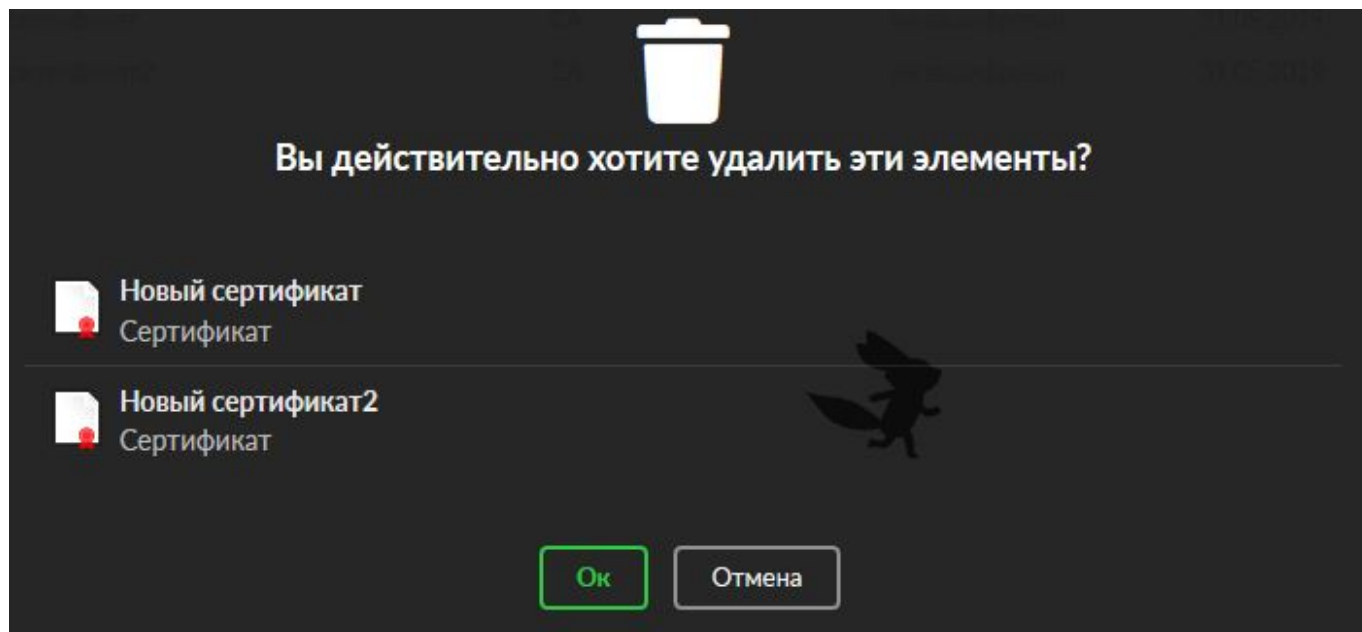 Вы действительно хотите удалить эти элементы?
Новый сертификат
Сертификат
Новый сертификат2
Сертификат
Ок
Отмена